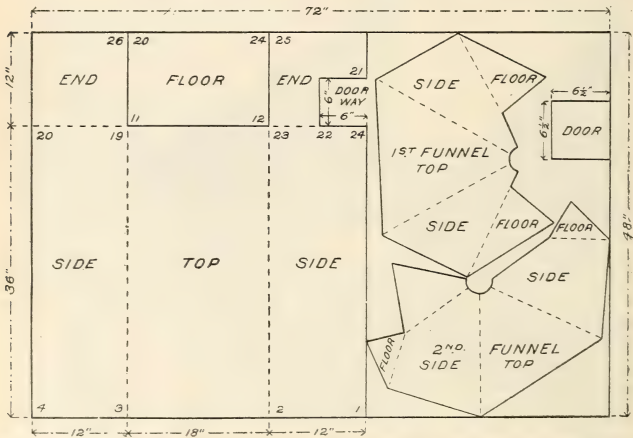 72"
26 20 24 25
21
END FLOOR END
DOOR
WAY
6"
6"
12"
11 12
20 19 23 22 24
SIDE FLOOR
6½"
6½"
DOOR
1ST FUNNEL
TOP
SIDE FLOOR
FLOOR
48"
36"
SIDE TOP SIDE
SIDE
2ND.
SIDE
FUNNEL
TOP
FLOOR
4 3 2 1
12" 18" 12"